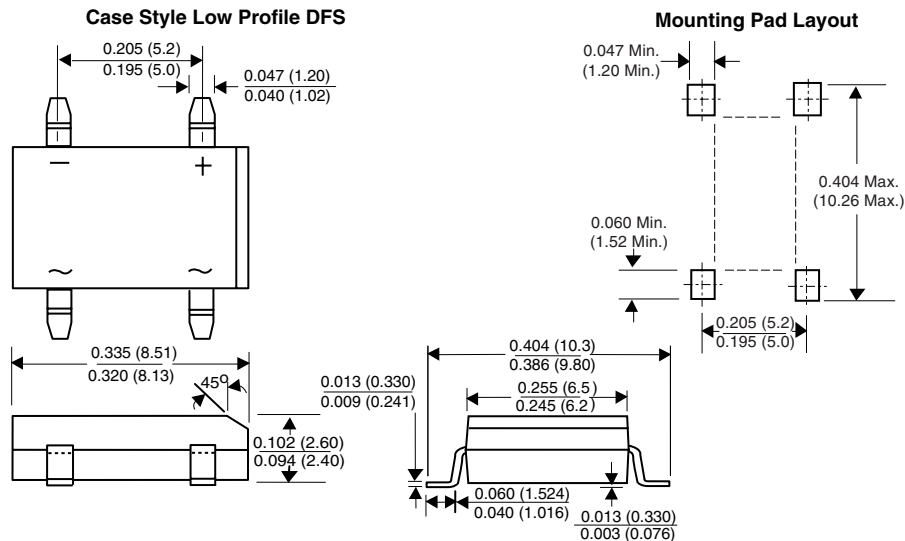 Case Style Low Profile DFS
0.205 (5.2)
0.195 (5.0)
0.047 (1.20)
0.040 (1.02)
− +
~ ~
0.335 (8.51)
0.320 (8.13)
45°
0.102 (2.60)
0.094 (2.40)
Mounting Pad Layout
0.047 Min.
(1.20 Min.)
0.404 Max.
(10.26 Max.)
0.060 Min.
(1.52 Min.)
0.205 (5.2)
0.195 (5.0)
0.404 (10.3)
0.386 (9.80)
0.013 (0.330)
0.009 (0.241)
0.255 (6.5)
0.245 (6.2)
0.060 (1.524)
0.040 (1.016)
0.013 (0.330)
0.003 (0.076)